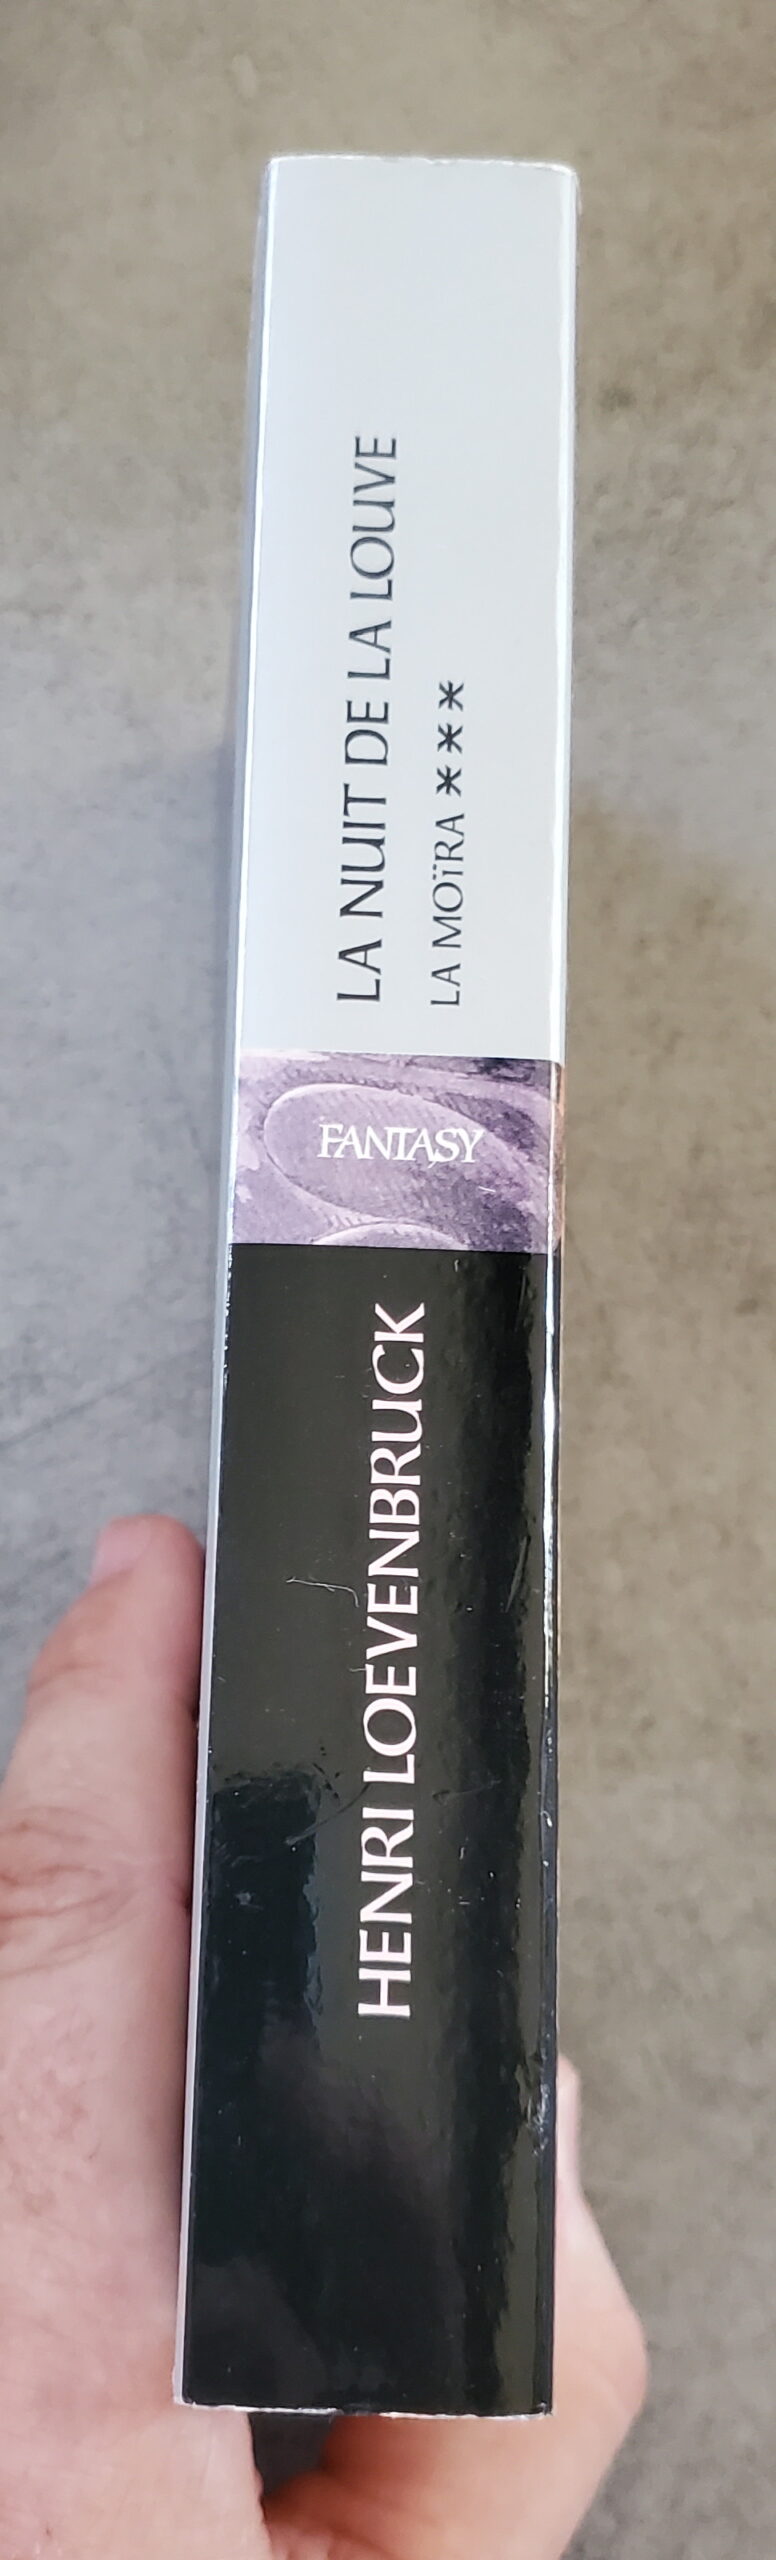 LA NUIT DE LA LOUVE
LA MOÏRA ***
FANTASY
HENRI LOEVENBRUCK